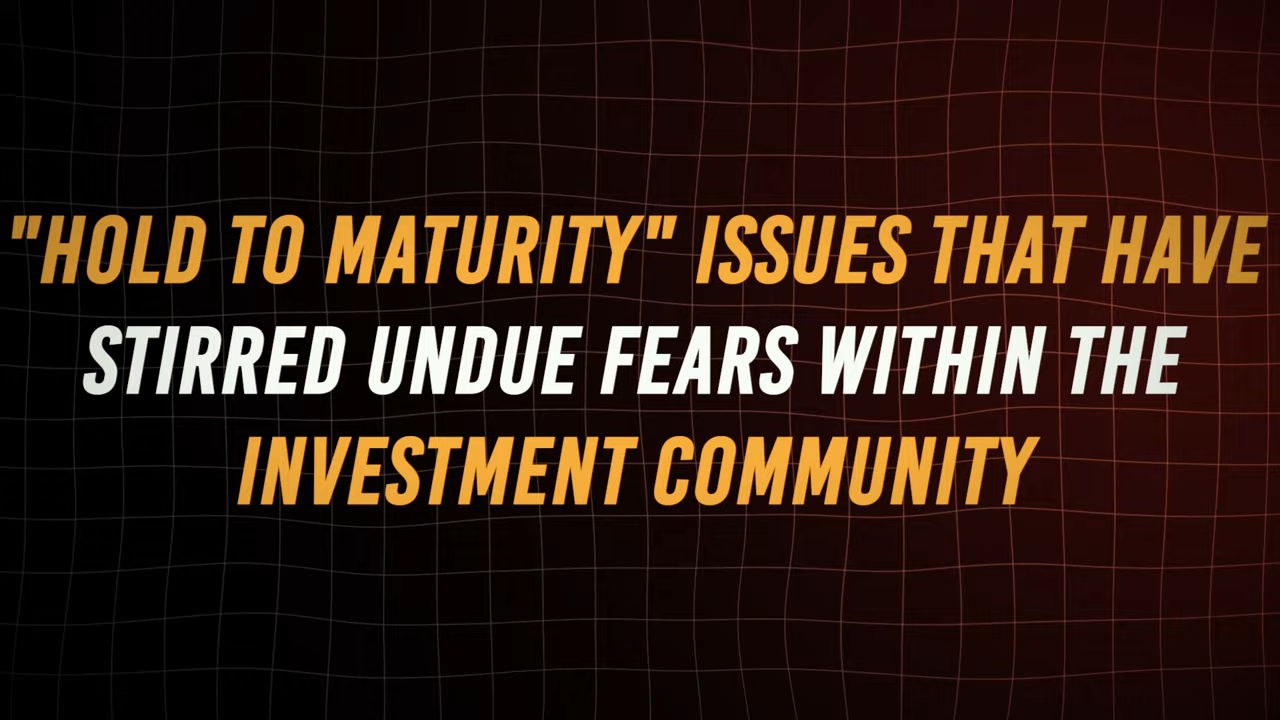 "HOLD TO MATURITY" ISSUES THAT HAVE
STIRRED UNDUE FEARS WITHIN THE
INVESTMENT COMMUNITY